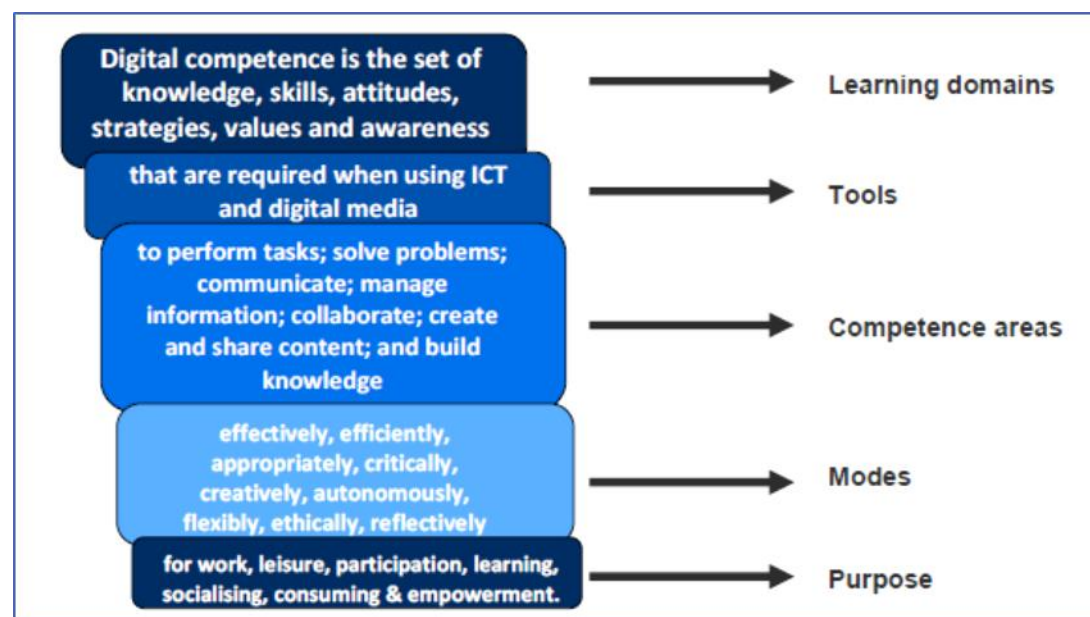 Digital competence is the set of
knowledge, skills, attitudes,
strategies, values and awareness
Learning domains
that are required when using ICT
and digital media
Tools
to perform tasks; solve problems;
communicate; manage
information; collaborate; create
and share content; and build
knowledge
Competence areas
effectively, efficiently,
appropriately, critically,
creatively, autonomously,
flexibly, ethically, reflectively
Modes
for work, leisure, participation, learning,
socialising, consuming & empowerment.
Purpose